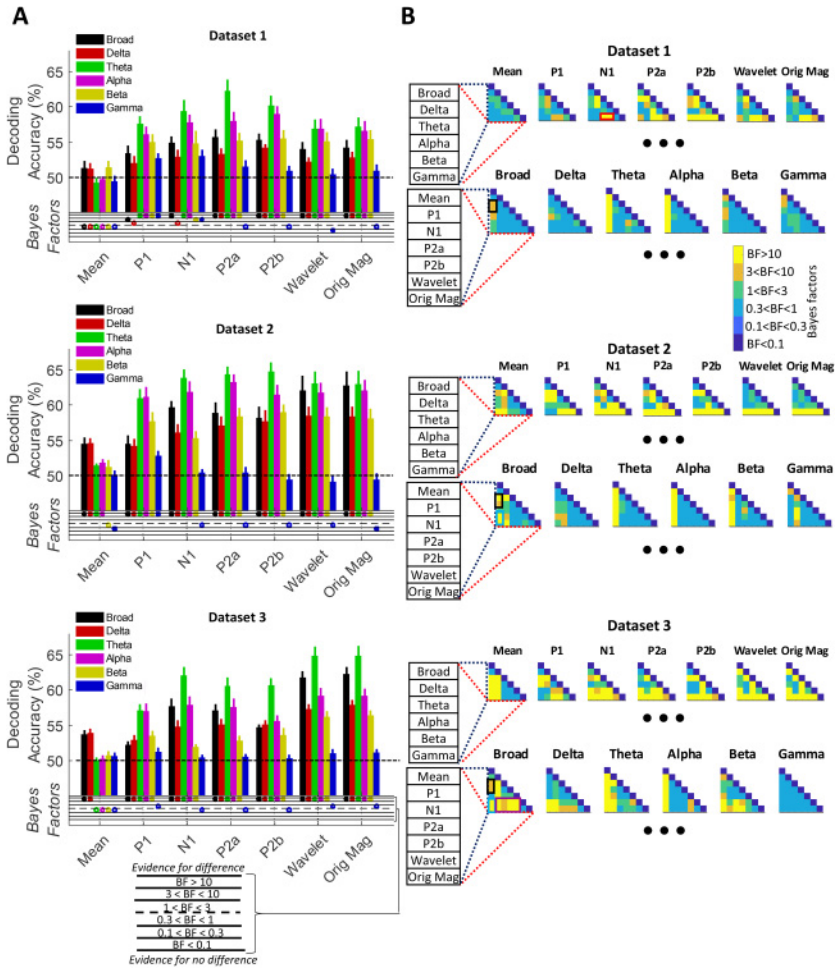 A
Dataset 1
Broad
Delta
Theta
Alpha
Beta
Gamma
Decoding
Accuracy (%)
65
60
55
50
Bayes
Factors
Mean
P1
N1
P2a
P2b
Wavelet
Orig Mag
Dataset 2
Broad
Delta
Theta
Alpha
Beta
Gamma
Decoding
Accuracy (%)
65
60
55
50
Bayes
Factors
Mean
P1
N1
P2a
P2b
Wavelet
Orig Mag
Dataset 3
Broad
Delta
Theta
Alpha
Beta
Gamma
Decoding
Accuracy (%)
65
60
55
50
Bayes
Factors
Mean
P1
N1
P2a
P2b
Wavelet
Orig Mag
Evidence for difference
BF > 10
3 < BF < 10
1 < BF < 3
0.3 < BF < 1
0.1 < BF < 0.3
BF < 0.1
Evidence for no difference
B
Dataset 1
Mean P1 N1 P2a P2b Wavelet Orig Mag
Broad
Delta
Theta
Alpha
Beta
Gamma
Broad Delta Theta Alpha Beta Gamma
Mean
P1
N1
P2a
P2b
Wavelet
Orig Mag
BF>10
3<BF<10
1<BF<3
0.3<BF<1
0.1<BF<0.3
BF<0.1
Bayes factors
Dataset 2
Mean P1 N1 P2a P2b Wavelet Orig Mag
Broad
Delta
Theta
Alpha
Beta
Gamma
Broad Delta Theta Alpha Beta Gamma
Mean
P1
N1
P2a
P2b
Wavelet
Orig Mag
Dataset 3
Mean P1 N1 P2a P2b Wavelet Orig Mag
Broad
Delta
Theta
Alpha
Beta
Gamma
Broad Delta Theta Alpha Beta Gamma
Mean
P1
N1
P2a
P2b
Wavelet
Orig Mag